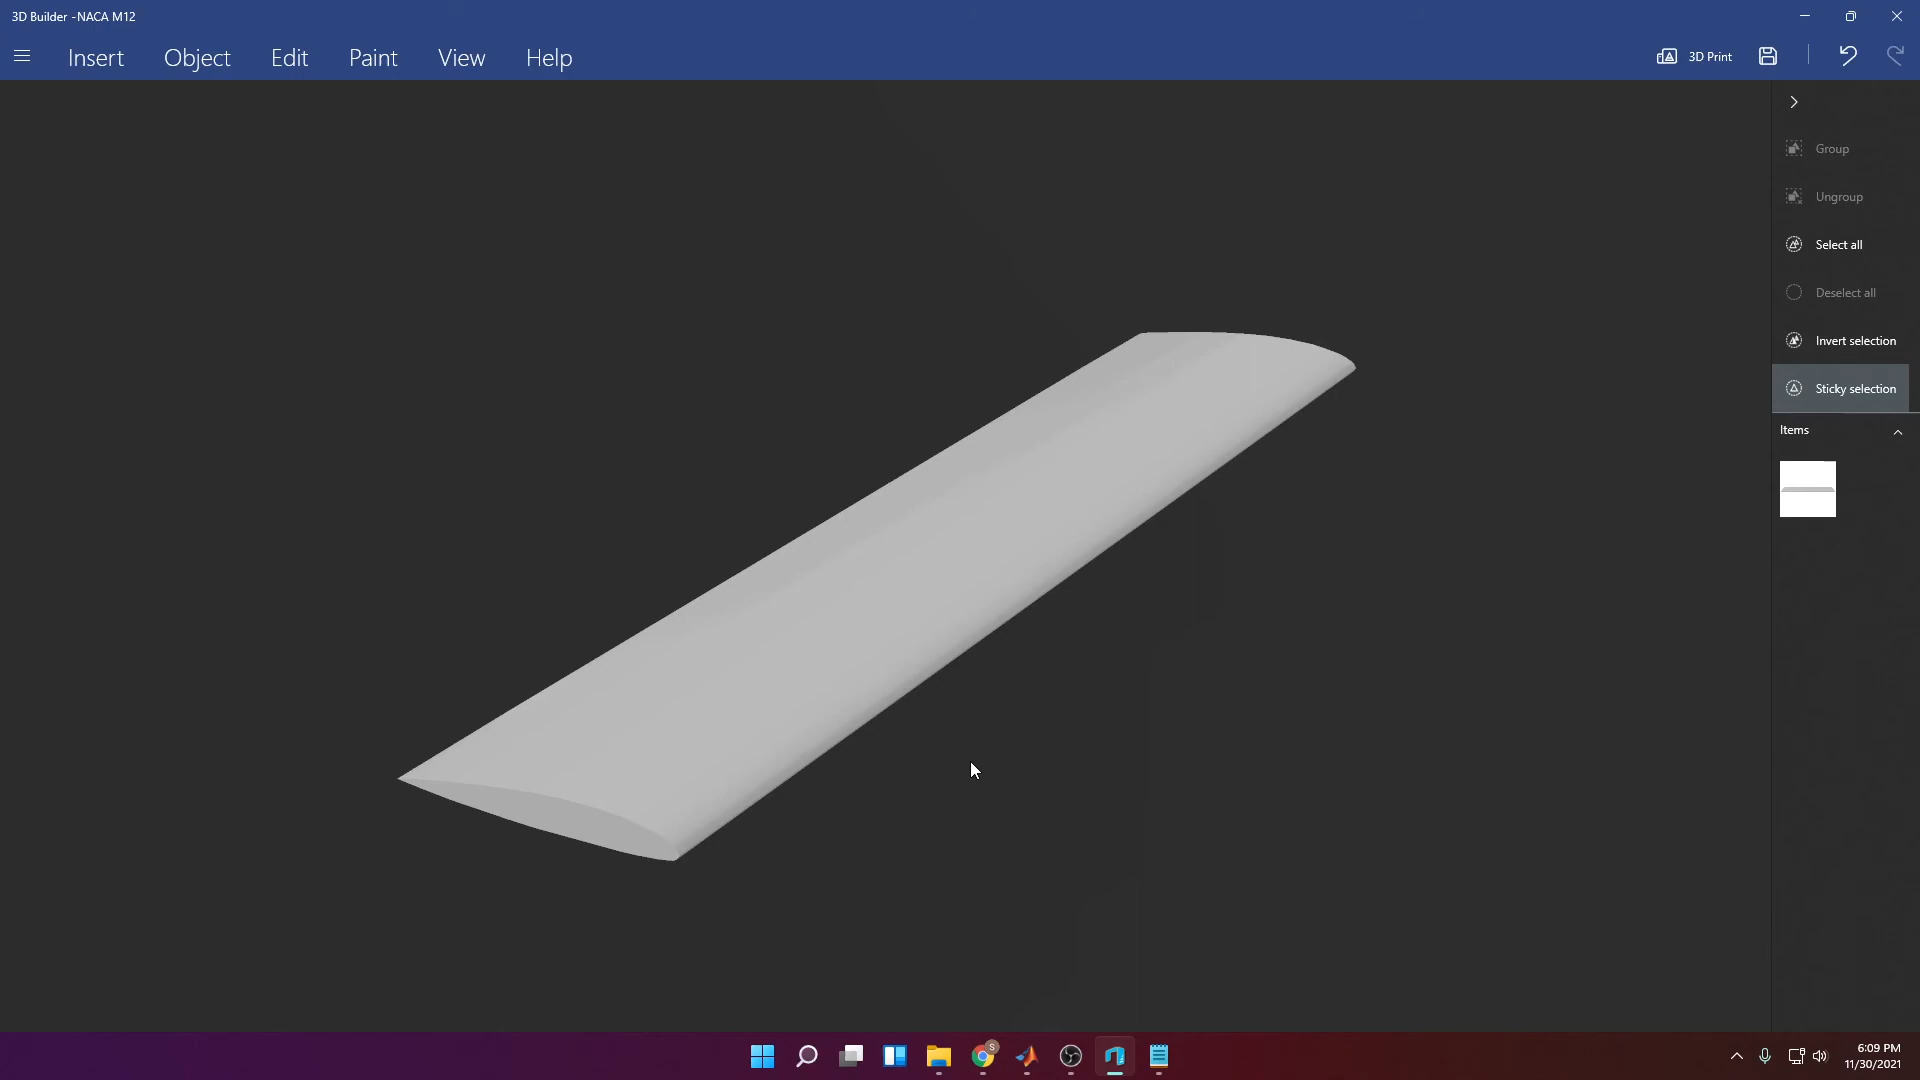 3D Builder -NACA M12
Insert Object Edit Paint View Help
3D Print
Group
Ungroup
Select all
Deselect all
Invert selection
Sticky selection
Items
S
6:09 PM
11/30/2021